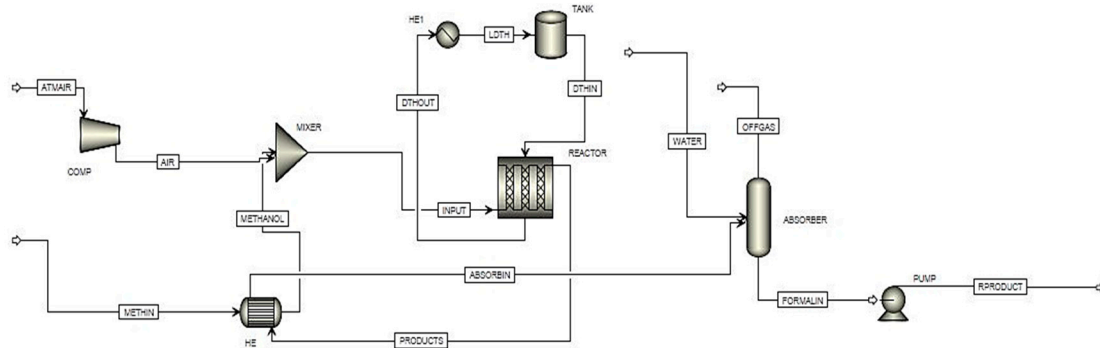 TANK
HE1
LDTH
ATMAIR
DTHOUT
DTHIN
OFFGAS
MIXER
WATER
REACTOR
COMP
AIR
INPUT
METHANOL
ABSORBER
ABSORBIN
PUMP
RPRODUCT
FORMALIN
METHIN
HE
PRODUCTS